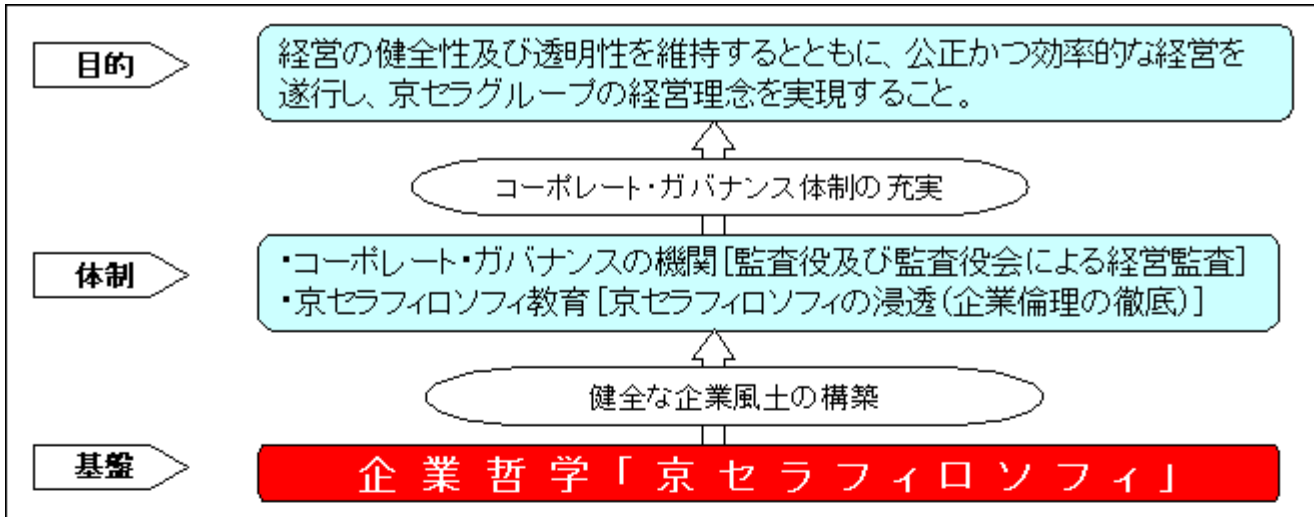 目的
経営の健全性及び透明性を維持するとともに、公正かつ効率的な経営を
遂行し、京セラグループの経営理念を実現すること。
コーポレート・ガバナンス体制の充実
体制
・コーポレート・ガバナンスの機関[監査役及び監査役会による経営監査]
・京セラフィロソフィ教育[京セラフィロソフィの浸透(企業倫理の徹底)]
健全な企業風土の構築
基盤
企業哲学「京セラフィロソフィ」